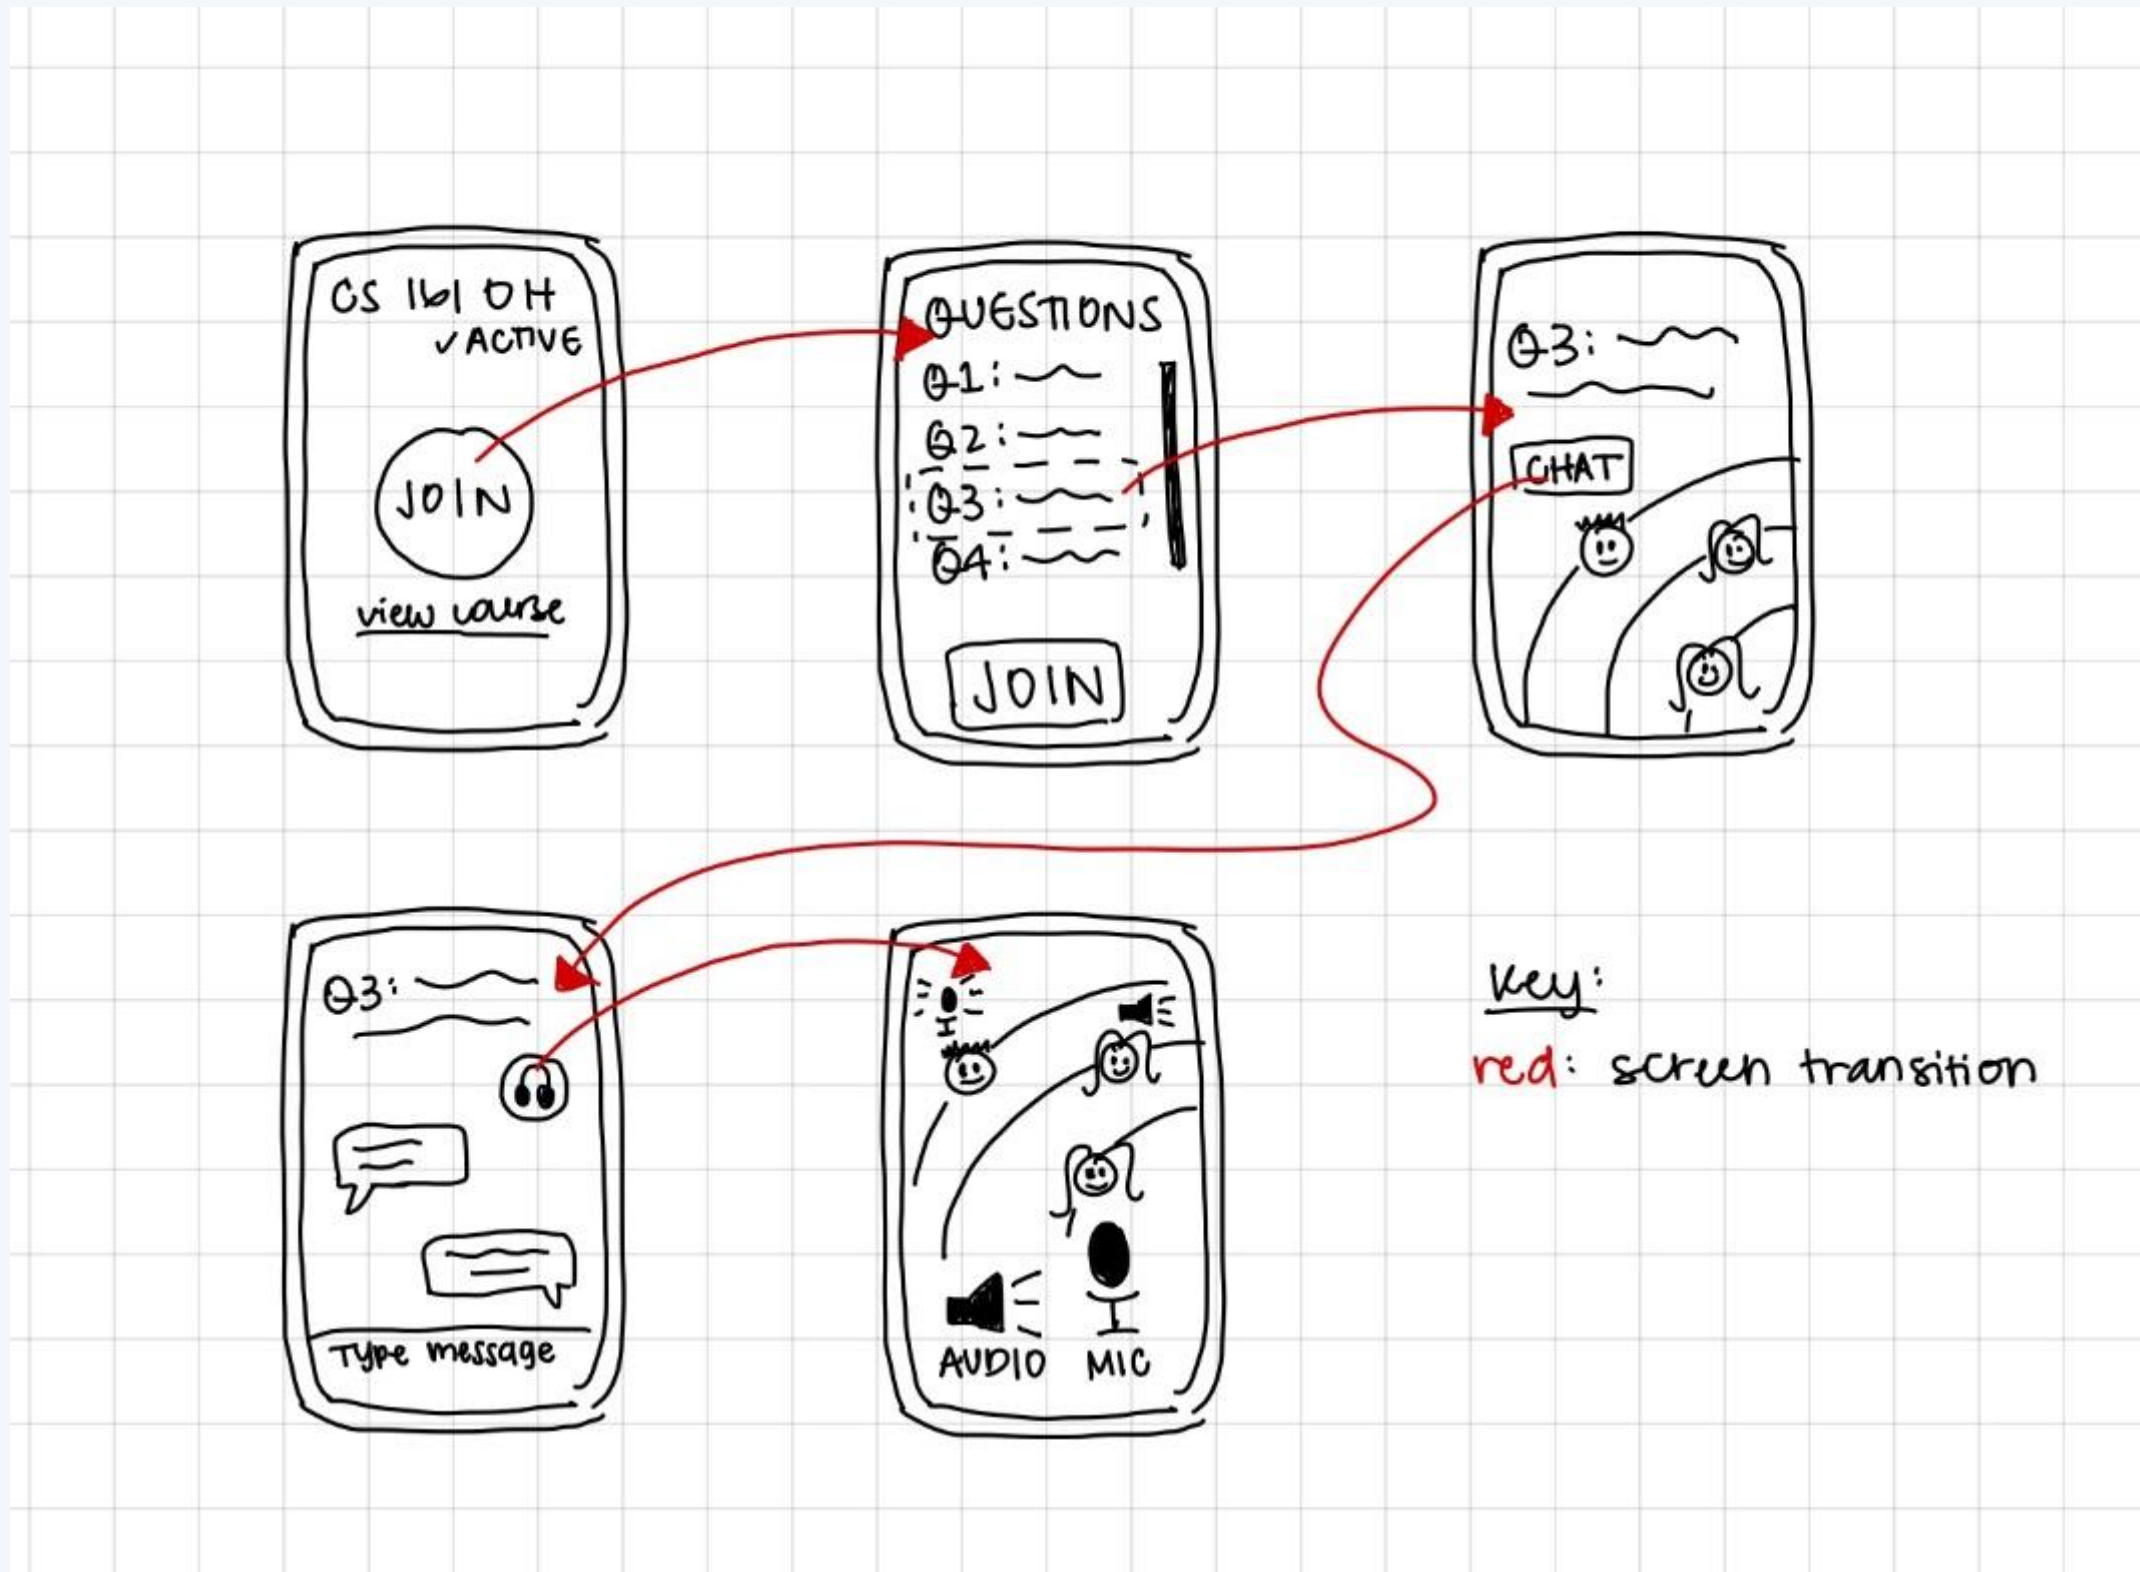 CS 161 OH
✓ACTIVE
JOIN
view course
QUESTIONS
Q1:
Q2:
Q3:
Q4:
JOIN
Q3:
CHAT
Q3:
Type message
AUDIO MIC
key:
red: screen transition